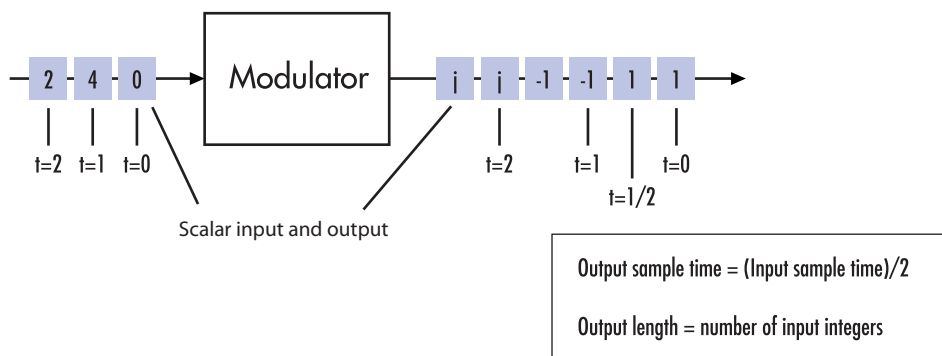 2 4 0 Modulator j j -1 -1 1 1
t=2 t=1 t=0 t=2 t=1 t=0
t=1/2
Scalar input and output
Output sample time = (Input sample time)/2
Output length = number of input integers